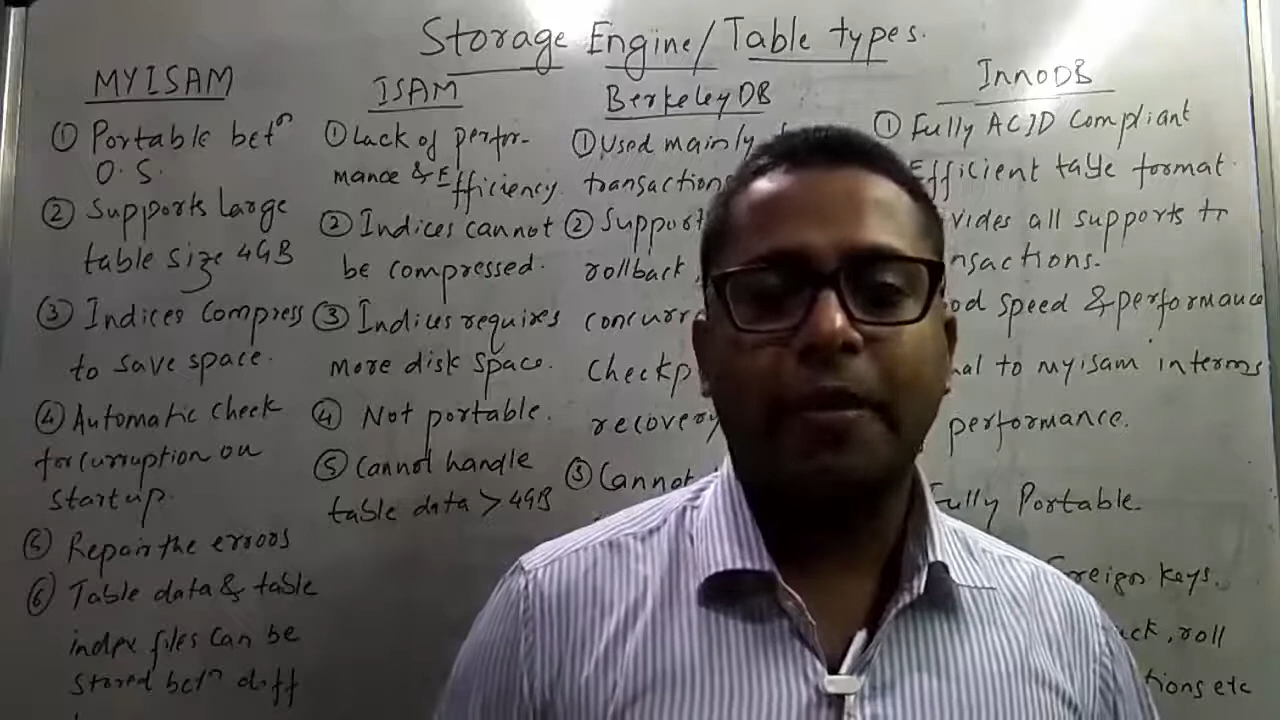 Storage Engine/Table types.
MYISAM
① Portable betⁿ
O.S.
② Supports Large
table size 4GB
③ Indices Compress
to save space.
④ Automatic check
for curruption on
startup.
⑤ Repair the errors
⑥ Table data & table
index files can be
stored betⁿ diff
ISAM
① Lack of perfor-
mance & Efficiency.
② Indices cannot
be compressed.
③ Indices requires
More disk space.
④ Not portable.
⑤ Cannot handle
table data > 4GB
BerkeleyDB
① Used mainly
transactions
② Support
rollback,
③ Cannot
InnoDB
① Fully ACID Compliant
Efficient table format.
all supports to
speed & performance
to myisam in terms
performance.
Fully Portable.
Foreign Keys.
roll
etc